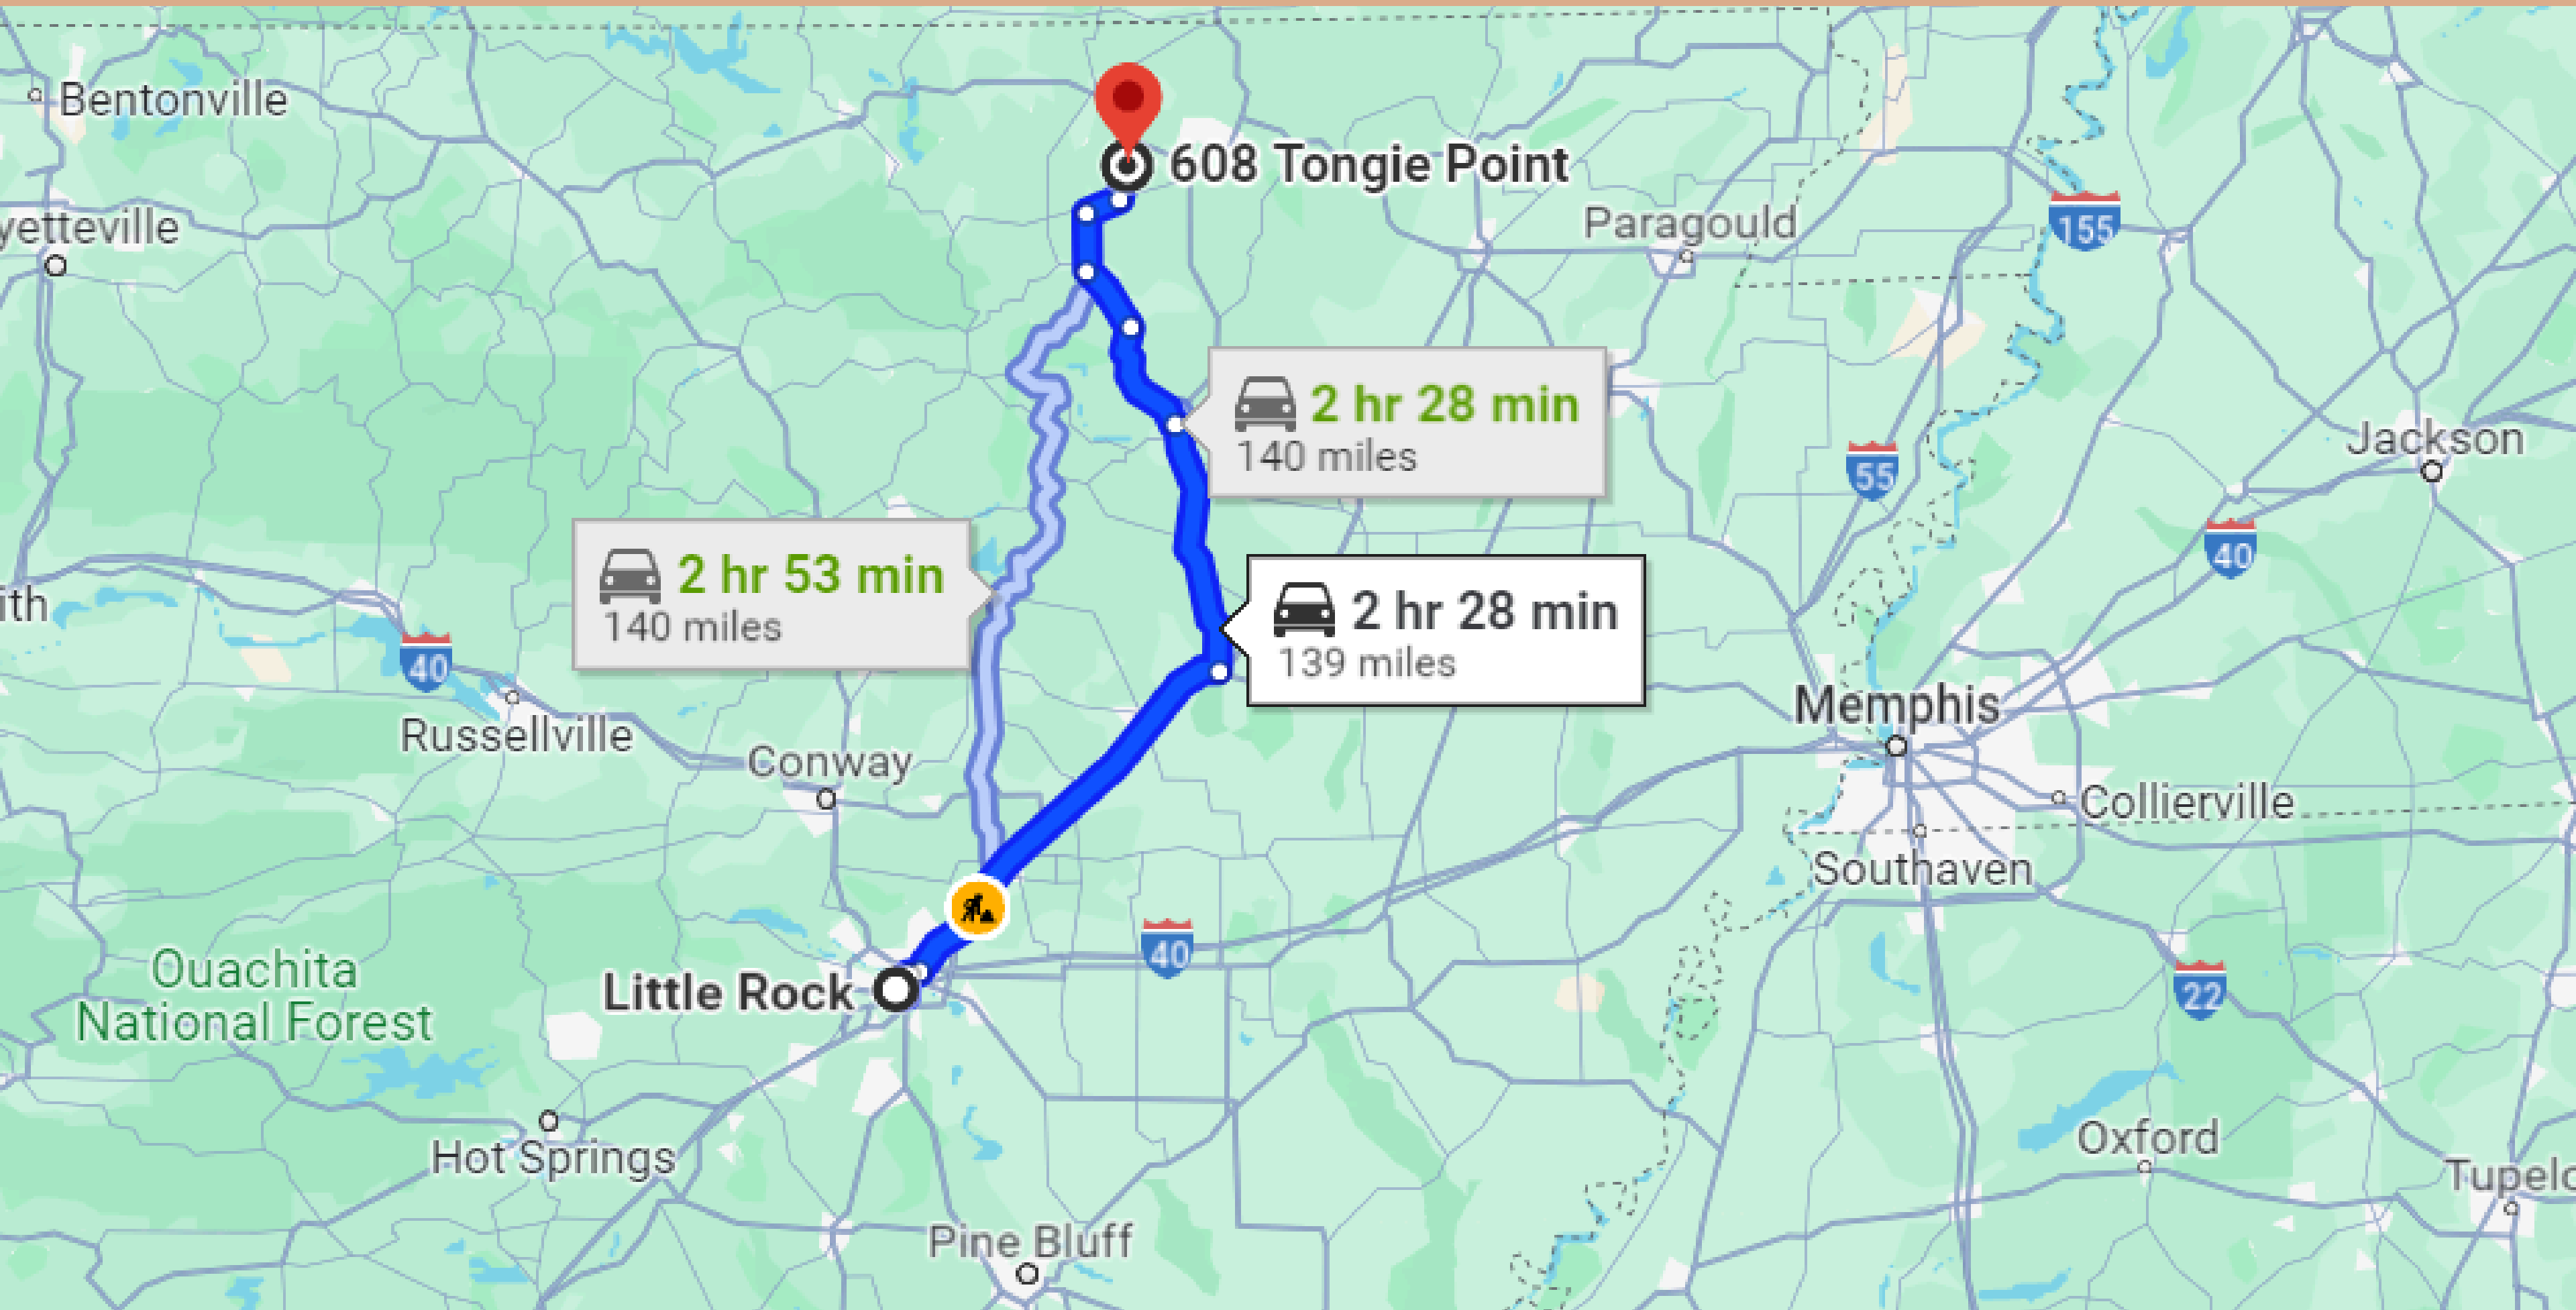 Bentonville
608 Tongie Point
yetteville
Paragould
155
2 hr 28 min
140 miles
Jackson
55
2 hr 53 min
140 miles
40
ith
2 hr 28 min
139 miles
40
Russellville
Memphis
Conway
Collierville
Southaven
Ouachita
National Forest
Little Rock
40
22
Hot Springs
Oxford
Tupelo
Pine Bluff